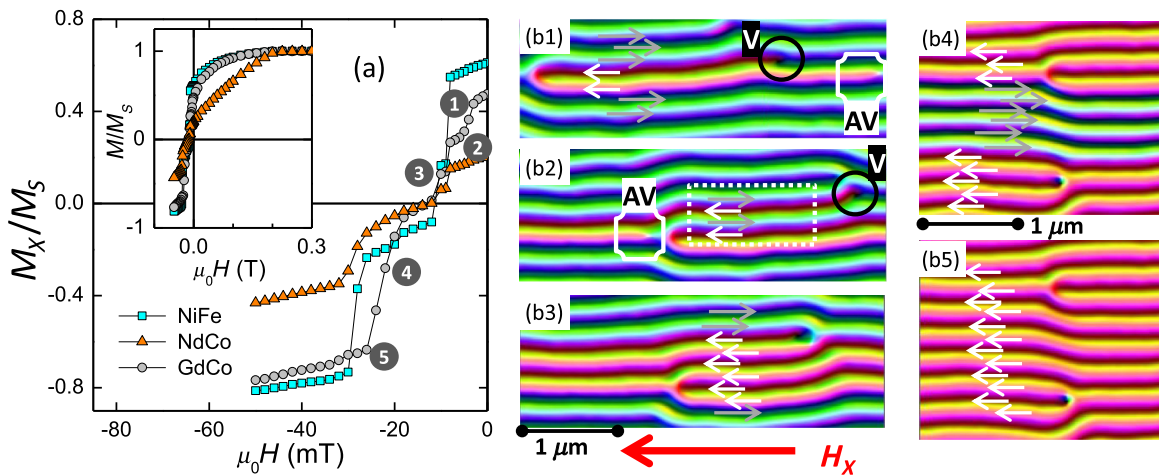 (a)
M/M_S
1
0
-1
0.0
0.3
μ₀H (T)
M_X/M_S
0.8
0.4
0.0
-0.4
-0.8
1
2
3
4
5
NiFe
NdCo
GdCo
-80
-60
-40
-20
0
μ₀H (mT)
(b1)
V
AV
(b2)
V
AV
(b3)
1 μm
H_X
(b4)
1 μm
(b5)